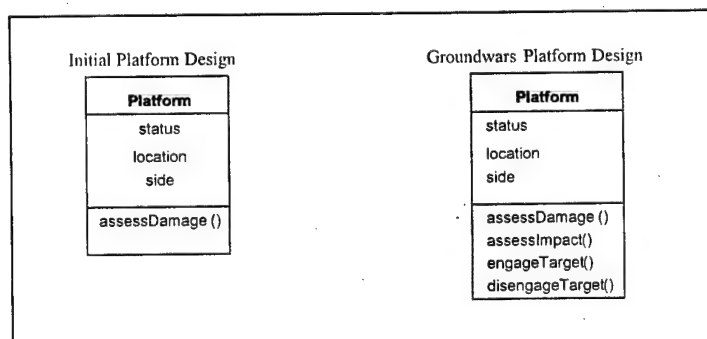 Initial Platform Design
Platform
status
location
side
assessDamage ()
Groundwars Platform Design
Platform
status
location
side
assessDamage ()
assessImpact()
engageTarget()
disengageTarget()